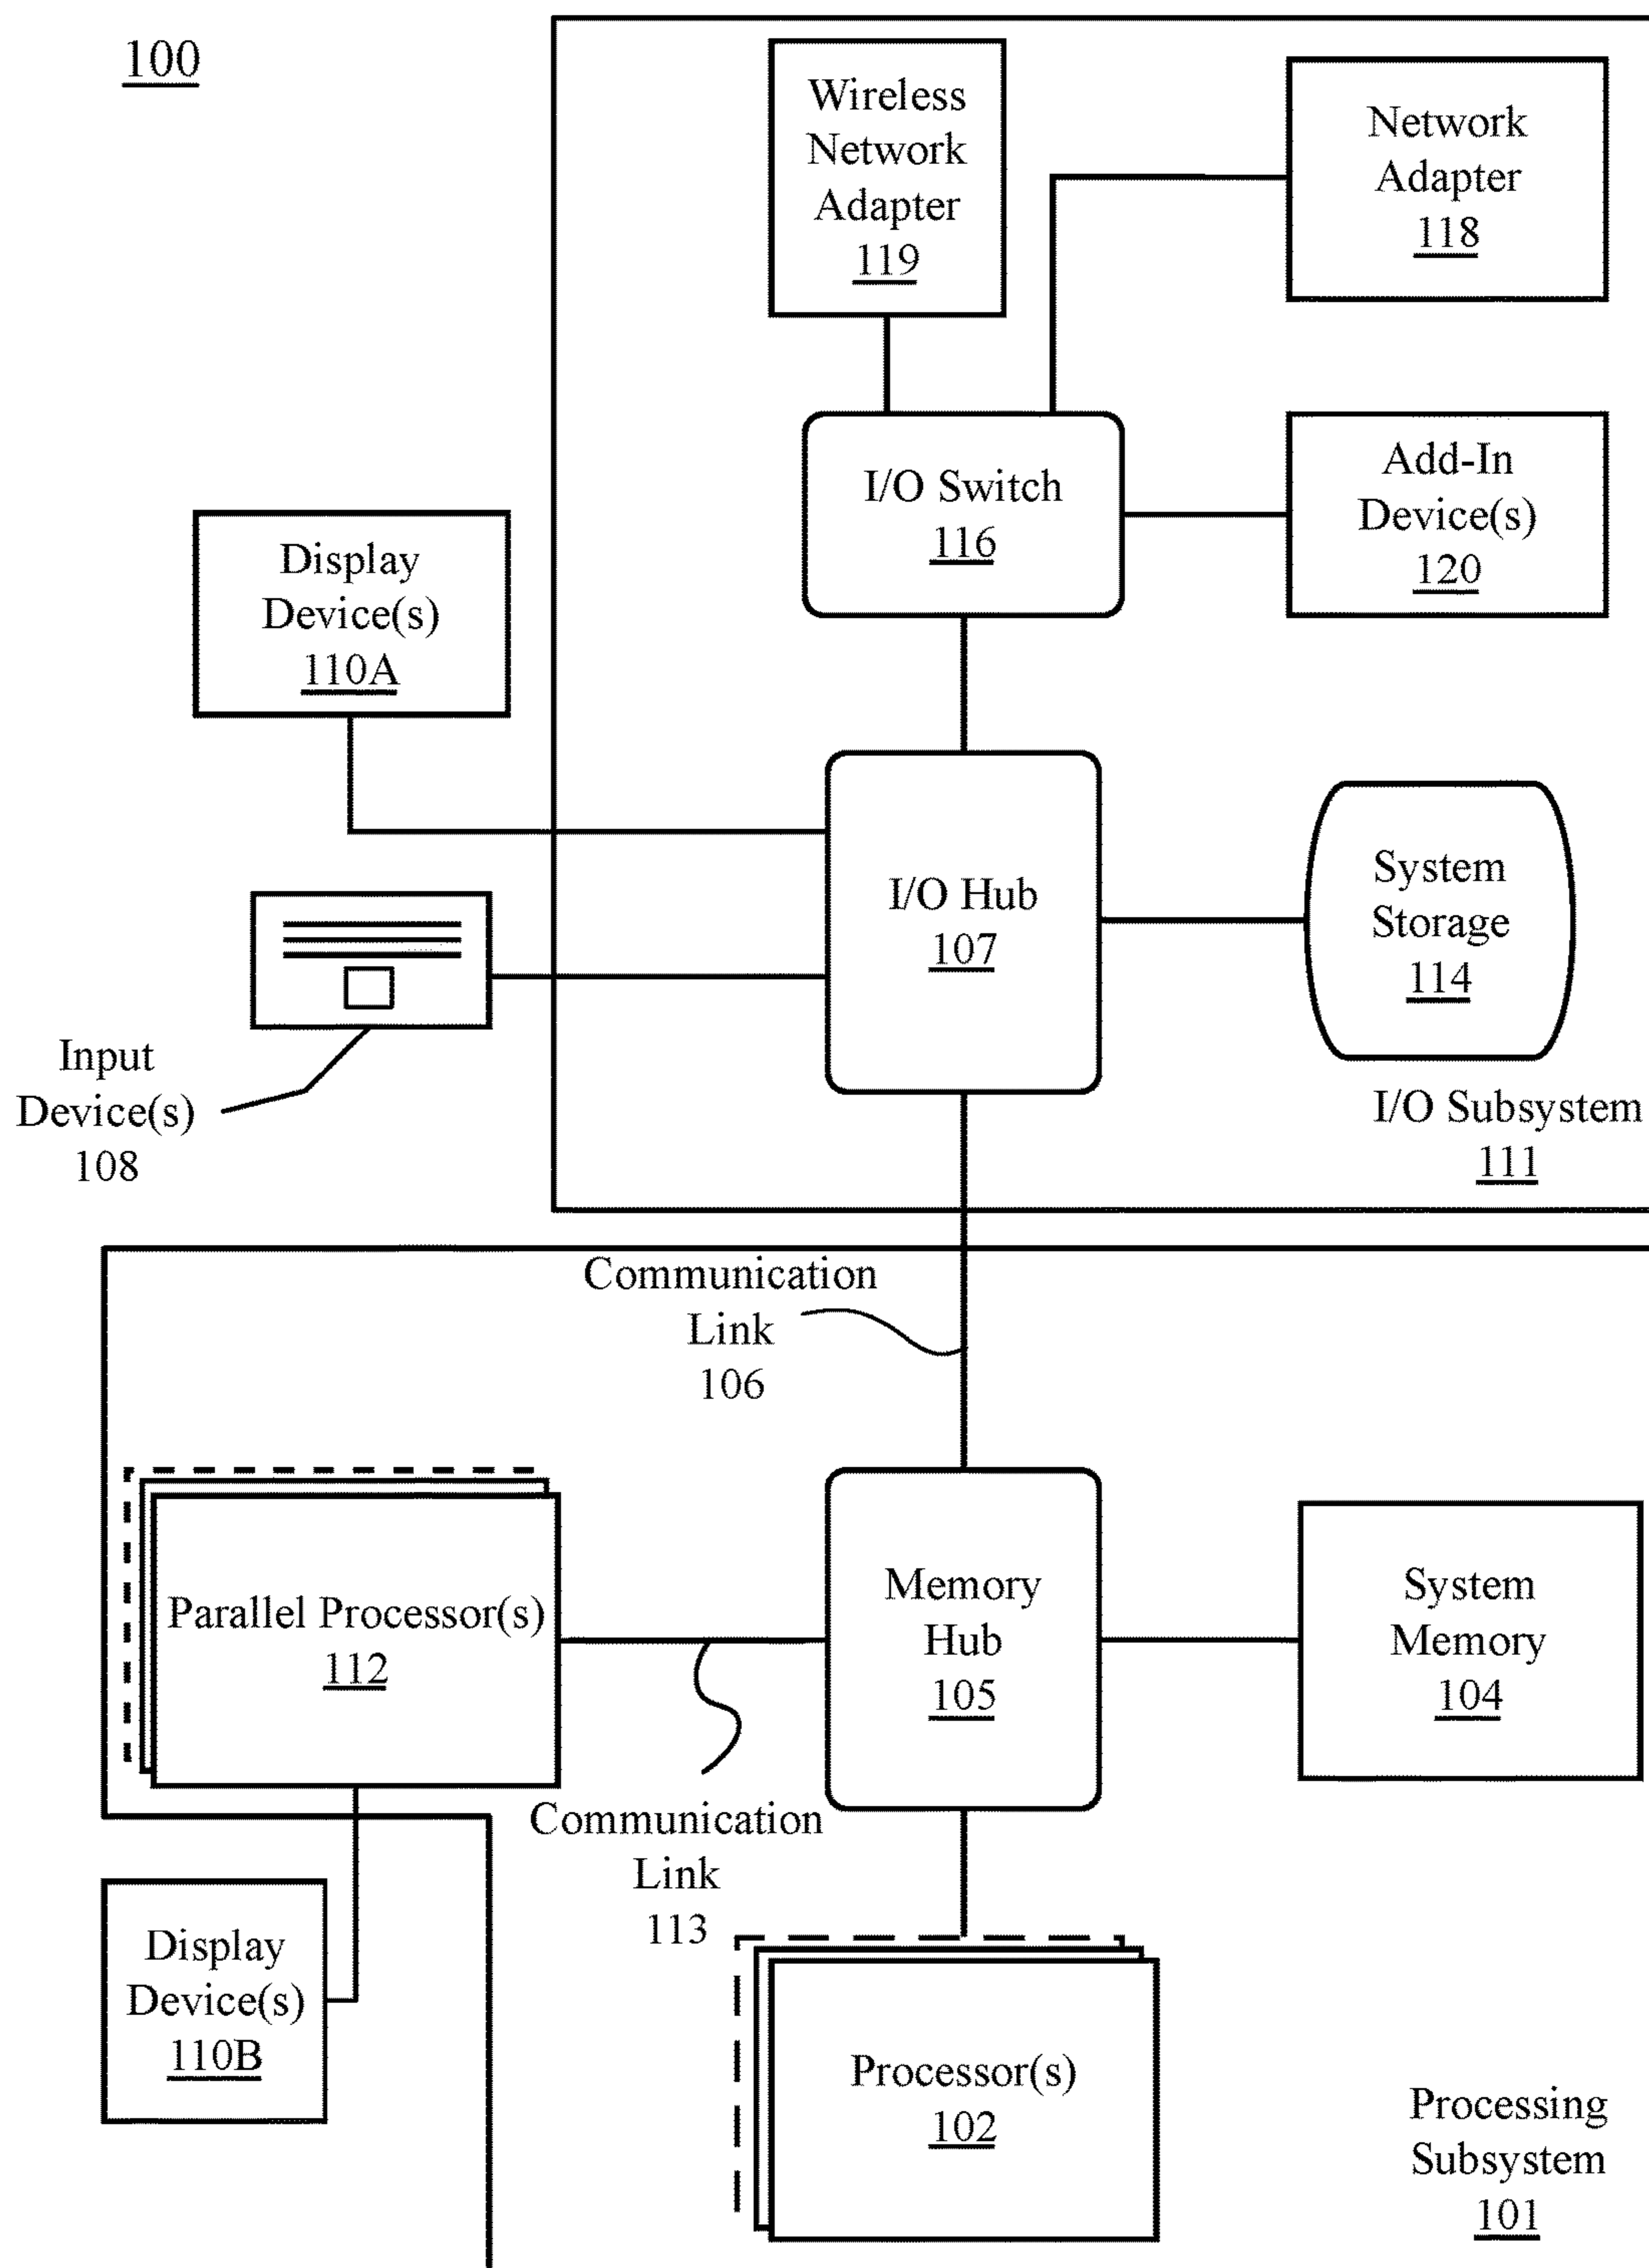 100
Wireless
Network
Adapter
119
Network
Adapter
118
I/O Switch
116
Add-In
Device(s)
120
Display
Device(s)
110A
I/O Hub
107
System
Storage
114
Input
Device(s)
108
I/O Subsystem
111
Communication
Link
106
Parallel Processor(s)
112
Memory
Hub
105
System
Memory
104
Communication
Link
113
Display
Device(s)
110B
Processor(s)
102
Processing
Subsystem
101